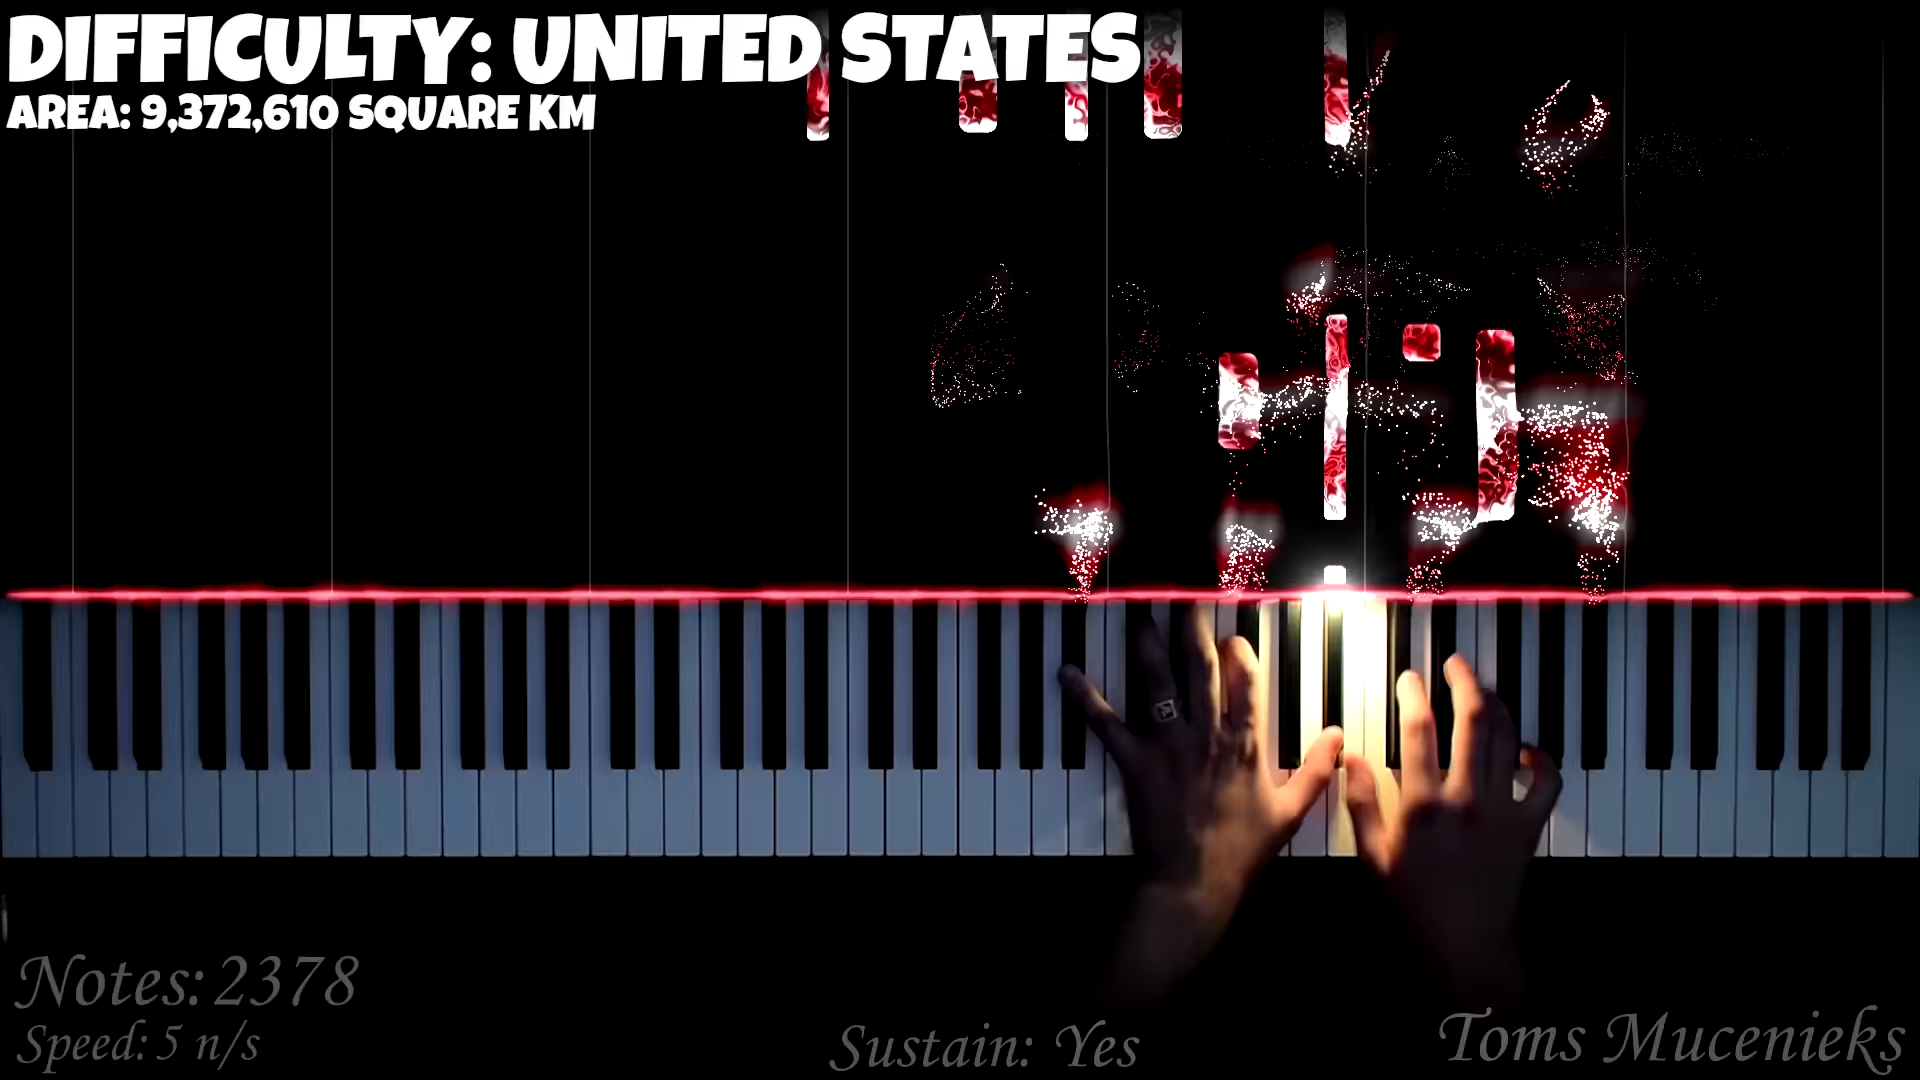 DIFFICULTY: UNITED STATES
AREA: 9,372,610 SQUARE KM
Notes: 2378
Speed: 5 n/s
Sustain: Yes
Toms Mucenieks